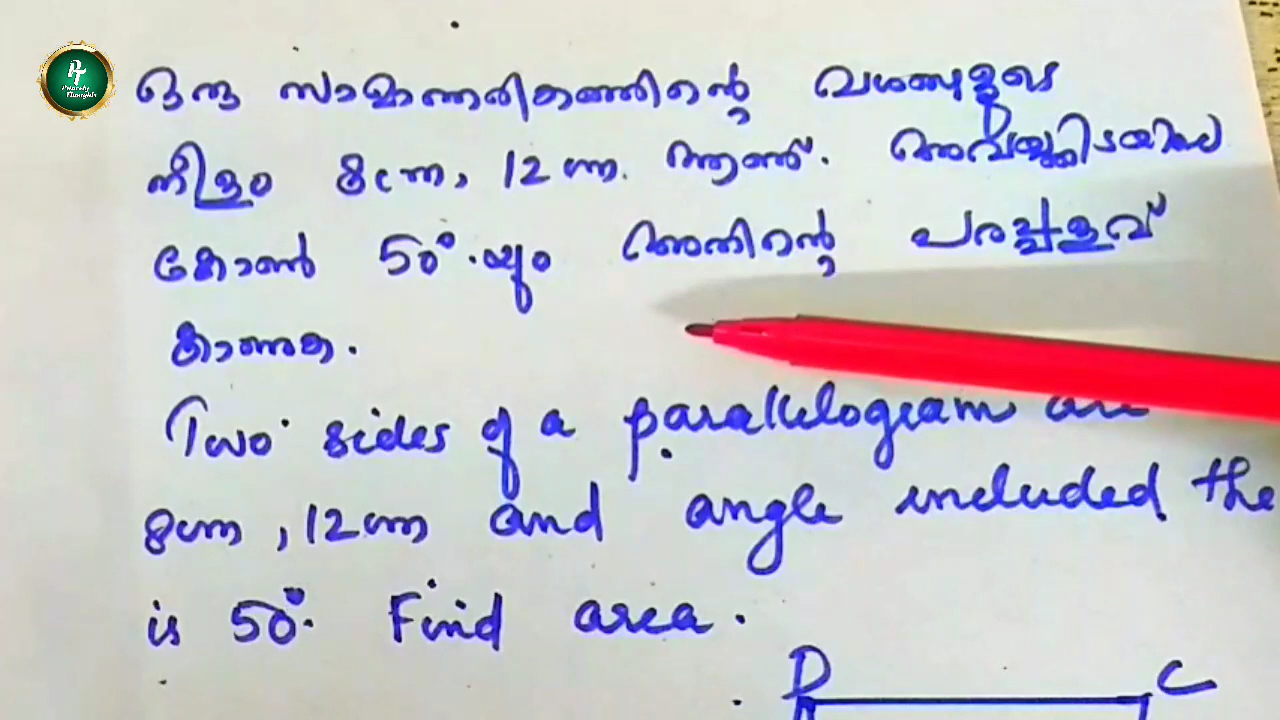 ഒരു സാമാന്തരികത്തിന്റെ വശങ്ങളുടെ
നീളം 8cm, 12cm. ആണ്. അവയ്ക്കിടയിലെ
കോൺ 50°.യും അതിന്റെ പരപ്പളവ്
കാണുക.
Two sides of a parallelogram are
8cm, 12cm and angle included the
is 50°. Find area.
D C